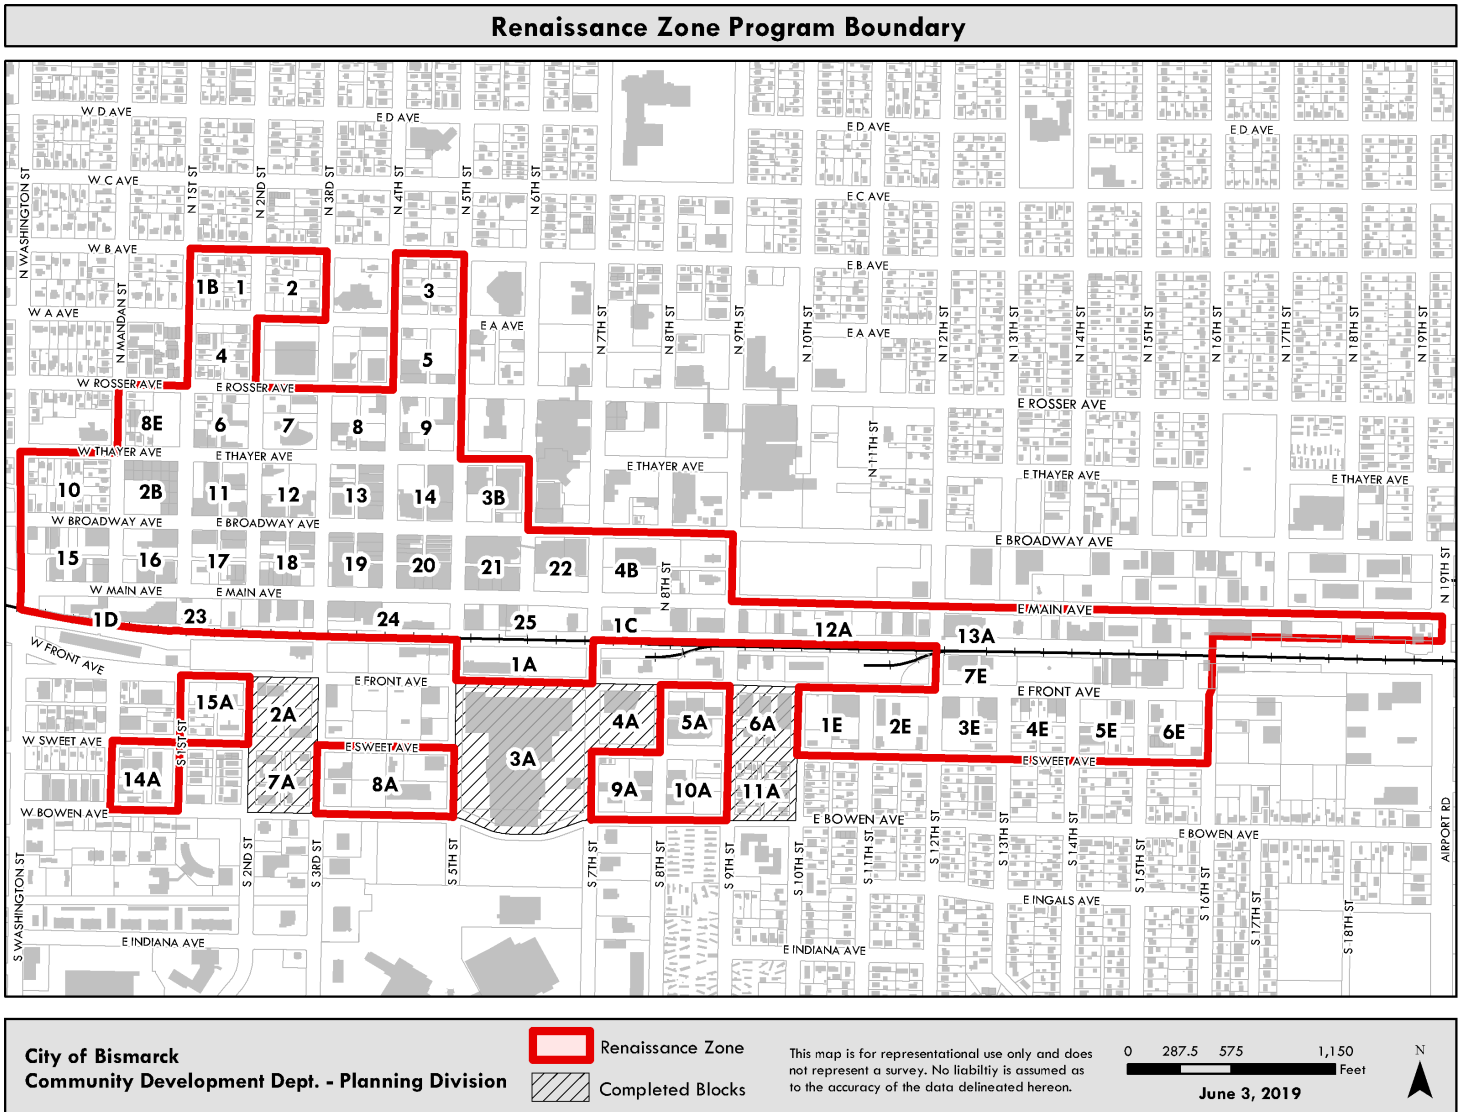 Renaissance Zone Program Boundary
W D AVE
E D AVE
E D AVE
E D AVE
N WASHINGTON ST
W C AVE
N 1ST ST
N 2ND ST
N 3RD ST
N 4TH ST
N 5TH ST
N 6TH ST
E C AVE
W B AVE
E B AVE
1B
1
2
3
N MANDAN ST
W A AVE
E A AVE
E A AVE
N 7TH ST
N 8TH ST
N 9TH ST
N 10TH ST
N 12TH ST
N 13TH ST
N 14TH ST
N 15TH ST
N 16TH ST
N 17TH ST
N 18TH ST
N 19TH ST
4
5
W ROSSER AVE
E ROSSER AVE
E ROSSER AVE
8E
6
7
8
9
N 11TH ST
W THAYER AVE
E THAYER AVE
E THAYER AVE
E THAYER AVE
E THAYER AVE
10
2B
11
12
13
14
3B
W BROADWAY AVE
E BROADWAY AVE
E BROADWAY AVE
15
16
17
18
19
20
21
22
4B
N 8TH ST
N 19TH ST
W MAIN AVE
E MAIN AVE
E MAIN AVE
1D
23
24
25
1C
12A
13A
W FRONT AVE
1A
7E
E FRONT AVE
E FRONT AVE
15A
2A
4A
5A
6A
1E
2E
3E
4E
5E
6E
S 1ST ST
W SWEET AVE
E SWEET AVE
E SWEET AVE
14A
7A
8A
3A
9A
10A
11A
W BOWEN AVE
E BOWEN AVE
E BOWEN AVE
AIRPORT RD
S WASHINGTON ST
S 2ND ST
S 3RD ST
S 5TH ST
S 7TH ST
S 8TH ST
S 9TH ST
S 10TH ST
S 11TH ST
S 12TH ST
S 13TH ST
S 14TH ST
S 15TH ST
S 16TH ST
S 17TH ST
S 18TH ST
E INGALS AVE
E INDIANA AVE
E INDIANA AVE
City of Bismarck
Community Development Dept. - Planning Division
Renaissance Zone
Completed Blocks
This map is for representational use only and does
not represent a survey. No liabiltiy is assumed as
to the accuracy of the data delineated hereon.
0 287.5 575 1,150
Feet
June 3, 2019
N